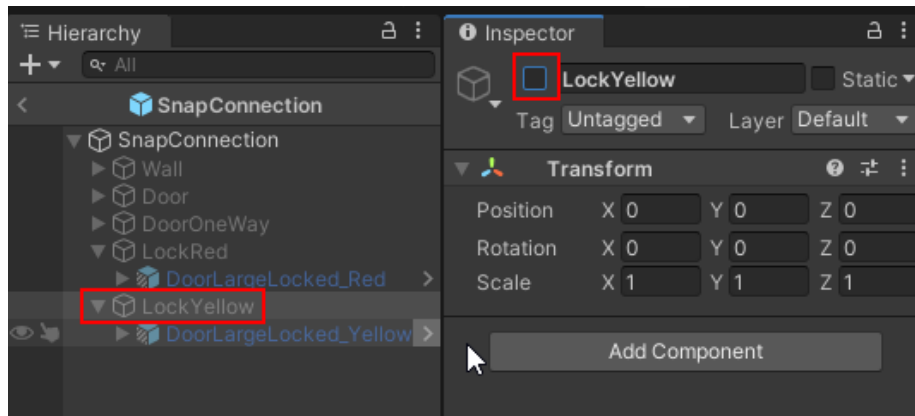 Hierarchy
All
SnapConnection
SnapConnection
Wall
Door
DoorOneWay
LockRed
DoorLargeLocked_Red
LockYellow
DoorLargeLocked_Yellow
Inspector
LockYellow Static
Tag Untagged Layer Default
Transform
Position X 0 Y 0 Z 0
Rotation X 0 Y 0 Z 0
Scale X 1 Y 1 Z 1
Add Component